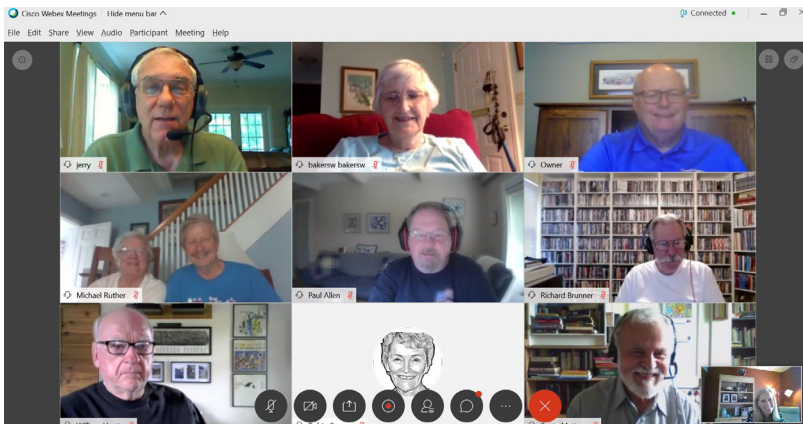 Cisco Webex Meetings Hide menu bar
Connected
File Edit Share View Audio Participant Meeting Help
jerry
bakersw bakersw
Owner
Michael Ruther
Paul Allen
Richard Brunner